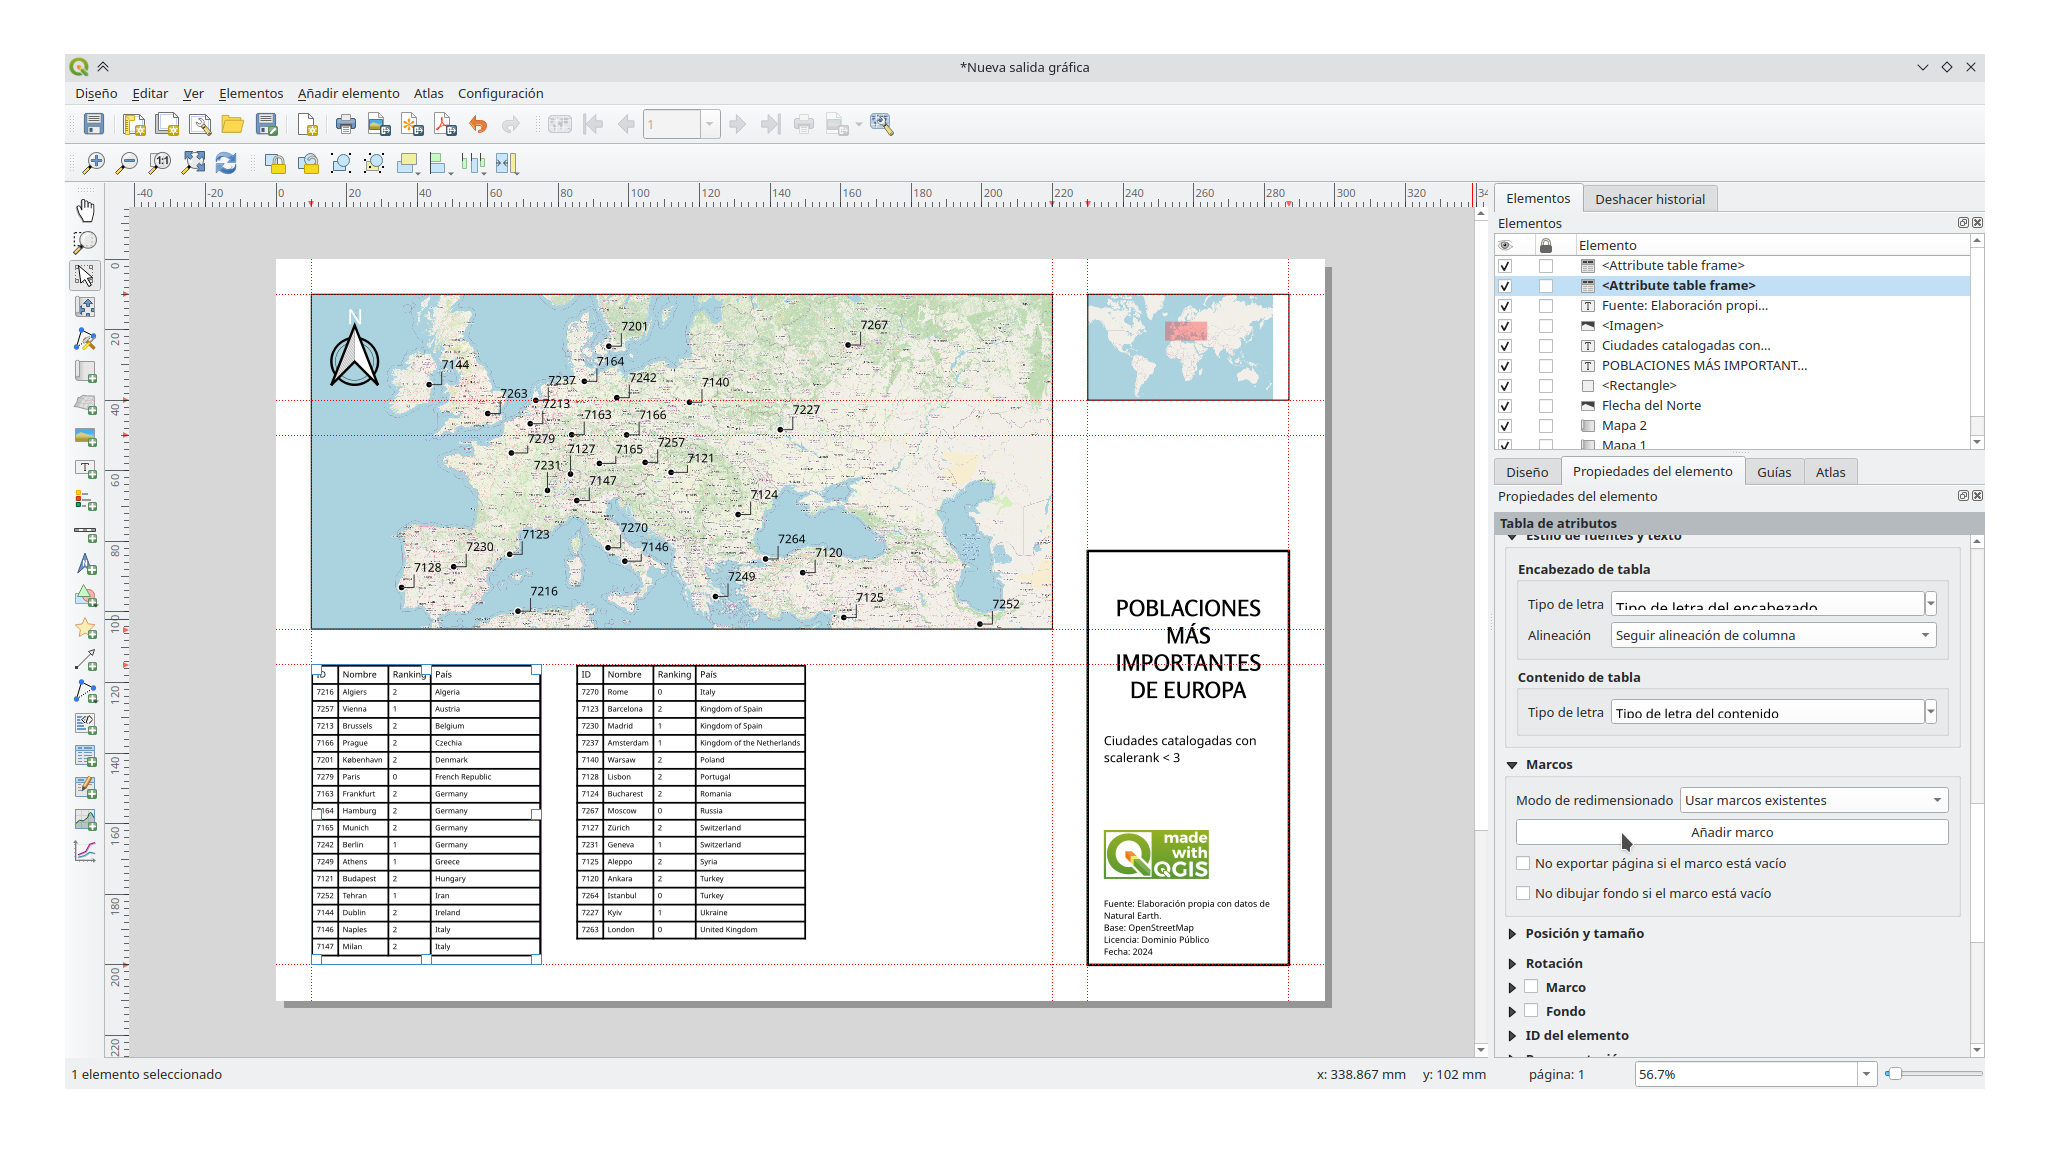 *Nueva salida gráfica
Diseño Editar Ver Elementos Añadir elemento Atlas Configuración
1
1:1
-40 -20 0 20 40 60 80 100 120 140 160 180 200 220 240 260 280 300 320 34
0 20 40 60 80 100 120 140 160 180 200 220
N
7201
7267
7144
7164
7237
7242
7140
7263
7213
7163
7166
7227
7279
7127
7165
7257
7121
7231
7147
7124
7123
7270
7264
7230
7146
7120
7128
7249
7216
7125
7252
ID Nombre Ranking País
7216 Algiers 2 Algeria
7257 Vienna 1 Austria
7213 Brussels 2 Belgium
7166 Prague 2 Czechia
7201 København 2 Denmark
7279 Paris 0 French Republic
7163 Frankfurt 2 Germany
7164 Hamburg 2 Germany
7165 Munich 2 Germany
7242 Berlin 1 Germany
7249 Athens 1 Greece
7121 Budapest 2 Hungary
7252 Tehran 1 Iran
7144 Dublin 2 Ireland
7146 Naples 2 Italy
7147 Milan 2 Italy
ID Nombre Ranking País
7270 Rome 0 Italy
7123 Barcelona 2 Kingdom of Spain
7230 Madrid 1 Kingdom of Spain
7237 Amsterdam 1 Kingdom of the Netherlands
7140 Warsaw 2 Poland
7128 Lisbon 2 Portugal
7124 Bucharest 2 Romania
7267 Moscow 0 Russia
7127 Zürich 2 Switzerland
7231 Geneva 1 Switzerland
7125 Aleppo 2 Syria
7120 Ankara 2 Turkey
7264 Istanbul 0 Turkey
7227 Kyiv 1 Ukraine
7263 London 0 United Kingdom
POBLACIONES
MÁS
IMPORTANTES
DE EUROPA
Ciudades catalogadas con
scalerank < 3
made
with
QGIS
Fuente: Elaboración propia con datos de
Natural Earth.
Base: OpenStreetMap
Licencia: Dominio Público
Fecha: 2024
Elementos Deshacer historial
Elementos
Elemento
<Attribute table frame>
<Attribute table frame>
Fuente: Elaboración propi...
<Imagen>
Ciudades catalogadas con...
POBLACIONES MÁS IMPORTANT...
<Rectangle>
Flecha del Norte
Mapa 2
Mapa 1
Diseño Propiedades del elemento Guías Atlas
Propiedades del elemento
Tabla de atributos
Estilo de fuentes y texto
Encabezado de tabla
Tipo de letra Tipo de letra del encabezado
Alineación Seguir alineación de columna
Contenido de tabla
Tipo de letra Tipo de letra del contenido
Marcos
Modo de redimensionado Usar marcos existentes
Añadir marco
No exportar página si el marco está vacío
No dibujar fondo si el marco está vacío
Posición y tamaño
Rotación
Marco
Fondo
ID del elemento
1 elemento seleccionado x: 338.867 mm y: 102 mm página: 1 56.7%